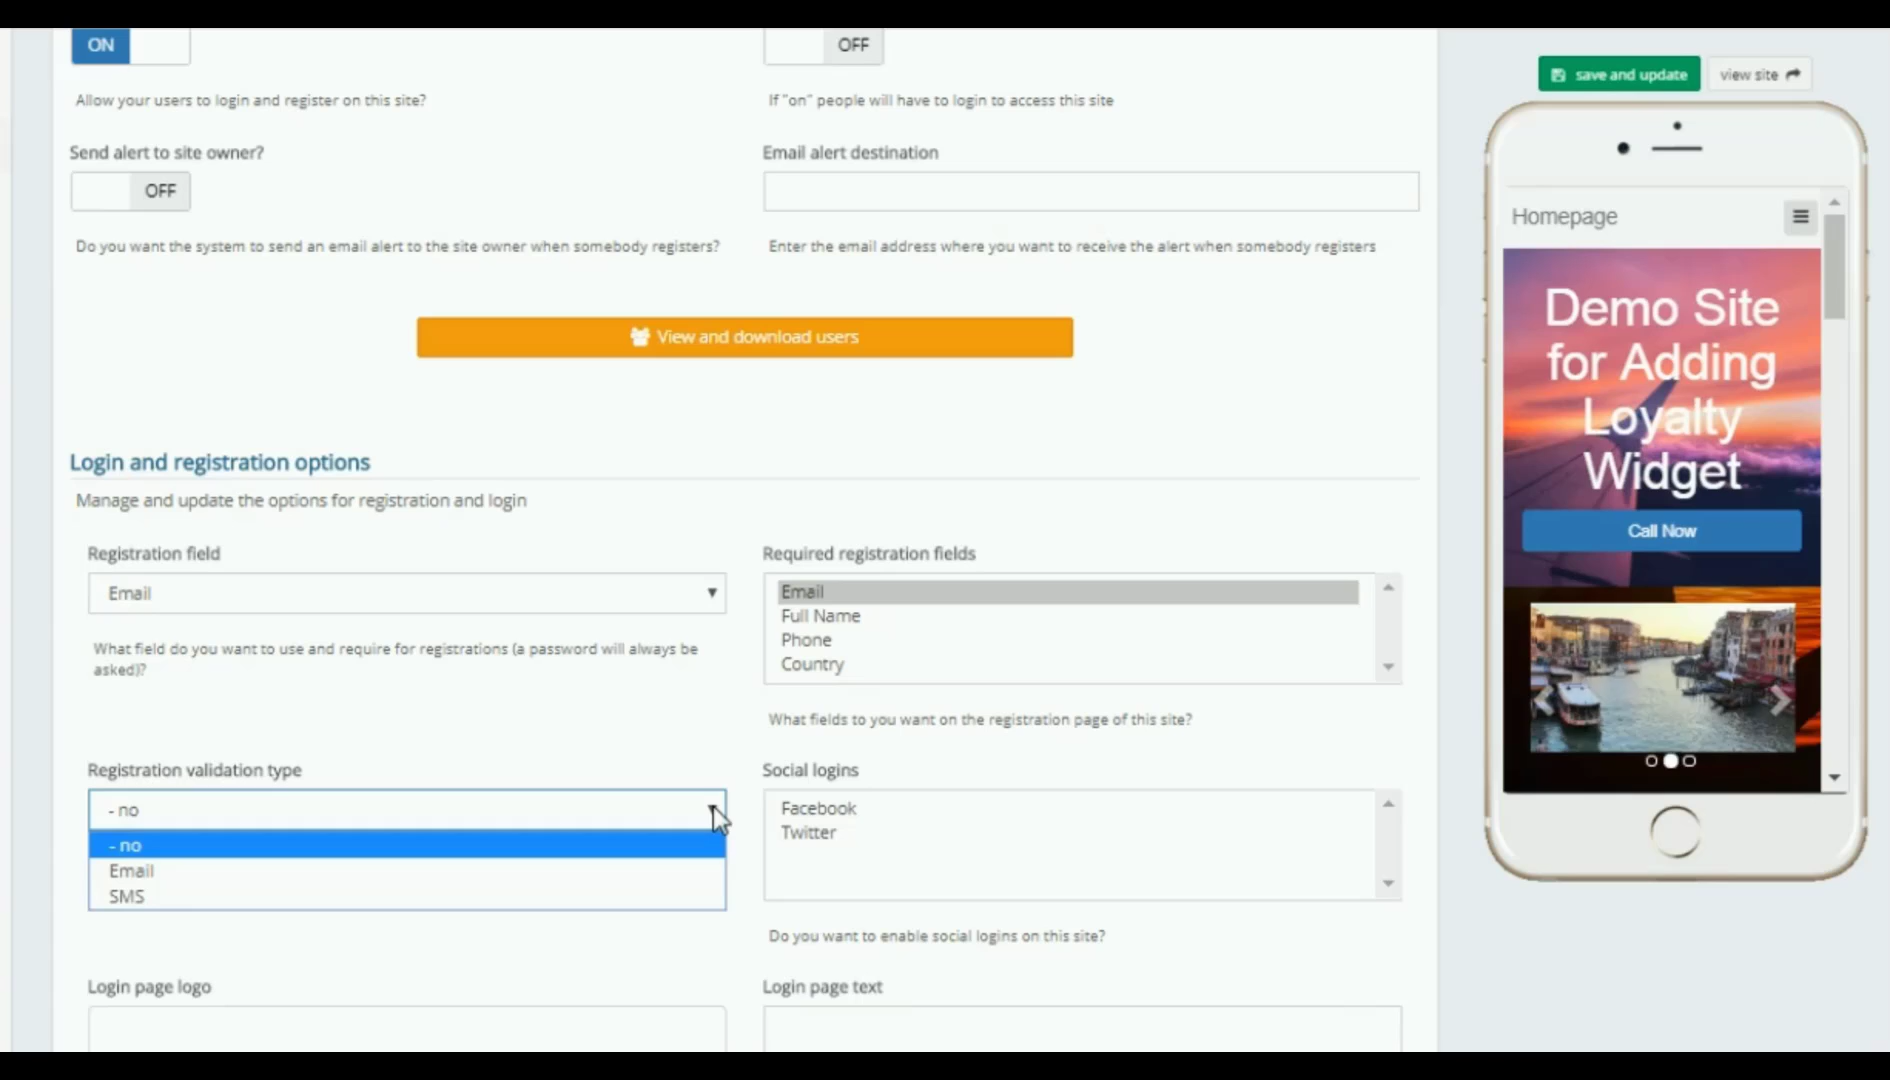 ON
OFF
Allow your users to login and register on this site?
If "on" people will have to login to access this site
Send alert to site owner?
Email alert destination
OFF
Do you want the system to send an email alert to the site owner when somebody registers?
Enter the email address where you want to receive the alert when somebody registers
View and download users
Login and registration options
Manage and update the options for registration and login
Registration field
Required registration fields
Email
Email
Full Name
Phone
Country
What field do you want to use and require for registrations (a password will always be
asked)?
What fields to you want on the registration page of this site?
Registration validation type
Social logins
- no
- no
Email
SMS
Facebook
Twitter
Do you want to enable social logins on this site?
Login page logo
Login page text
save and update
view site
Homepage
Demo Site
for Adding
Loyalty
Widget
Call Now